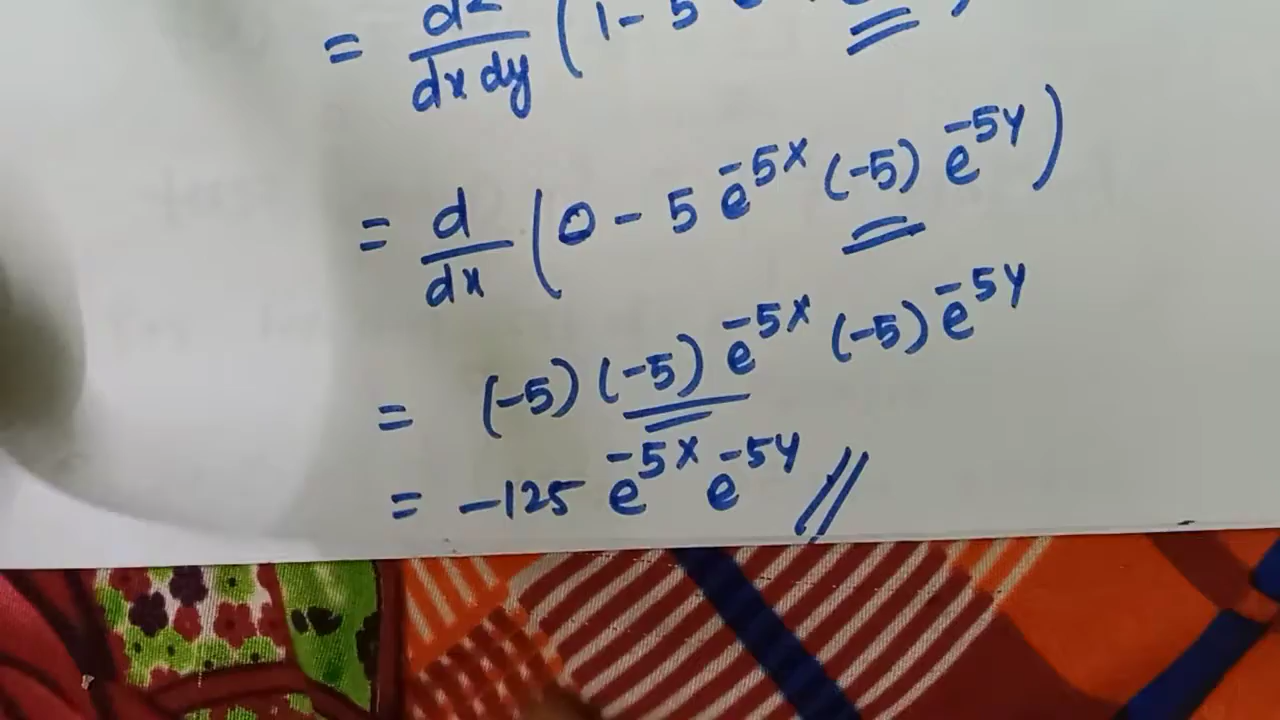 = d²/dxdy (1 - 5
= d/dx (0 - 5 e^-5x (-5) e^-5y)
= (-5) (-5) e^-5x (-5) e^-5y
= -125 e^-5x e^-5y //